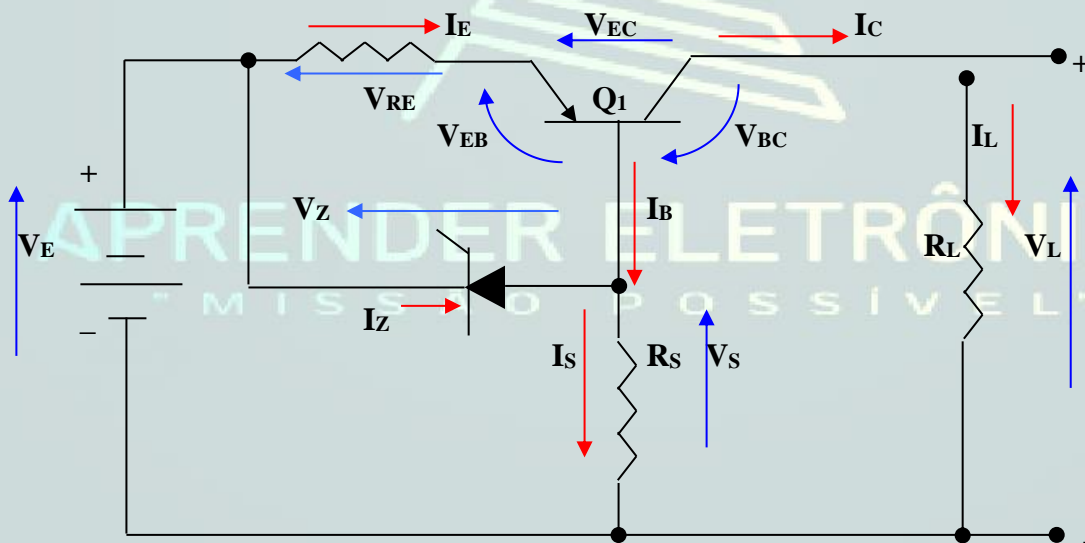 IE VEC IC
+
VRE Q1
VEB VBC IL
+
VZ IB
APRENDER ELETRÔNI
VE RL VL
"MISSÃO POSSÍVEL"
– IZ
IS RS VS
-